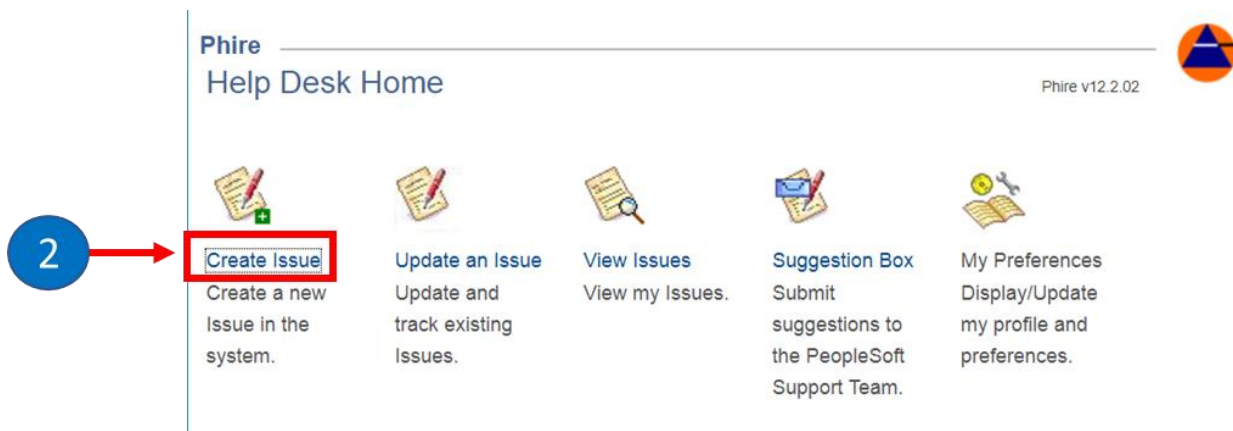 Phire
Help Desk Home
Phire v12.2.02
2
Create Issue
Create a new
Issue in the
system.
Update an Issue
Update and
track existing
Issues.
View Issues
View my Issues.
Suggestion Box
Submit
suggestions to
the PeopleSoft
Support Team.
My Preferences
Display/Update
my profile and
preferences.